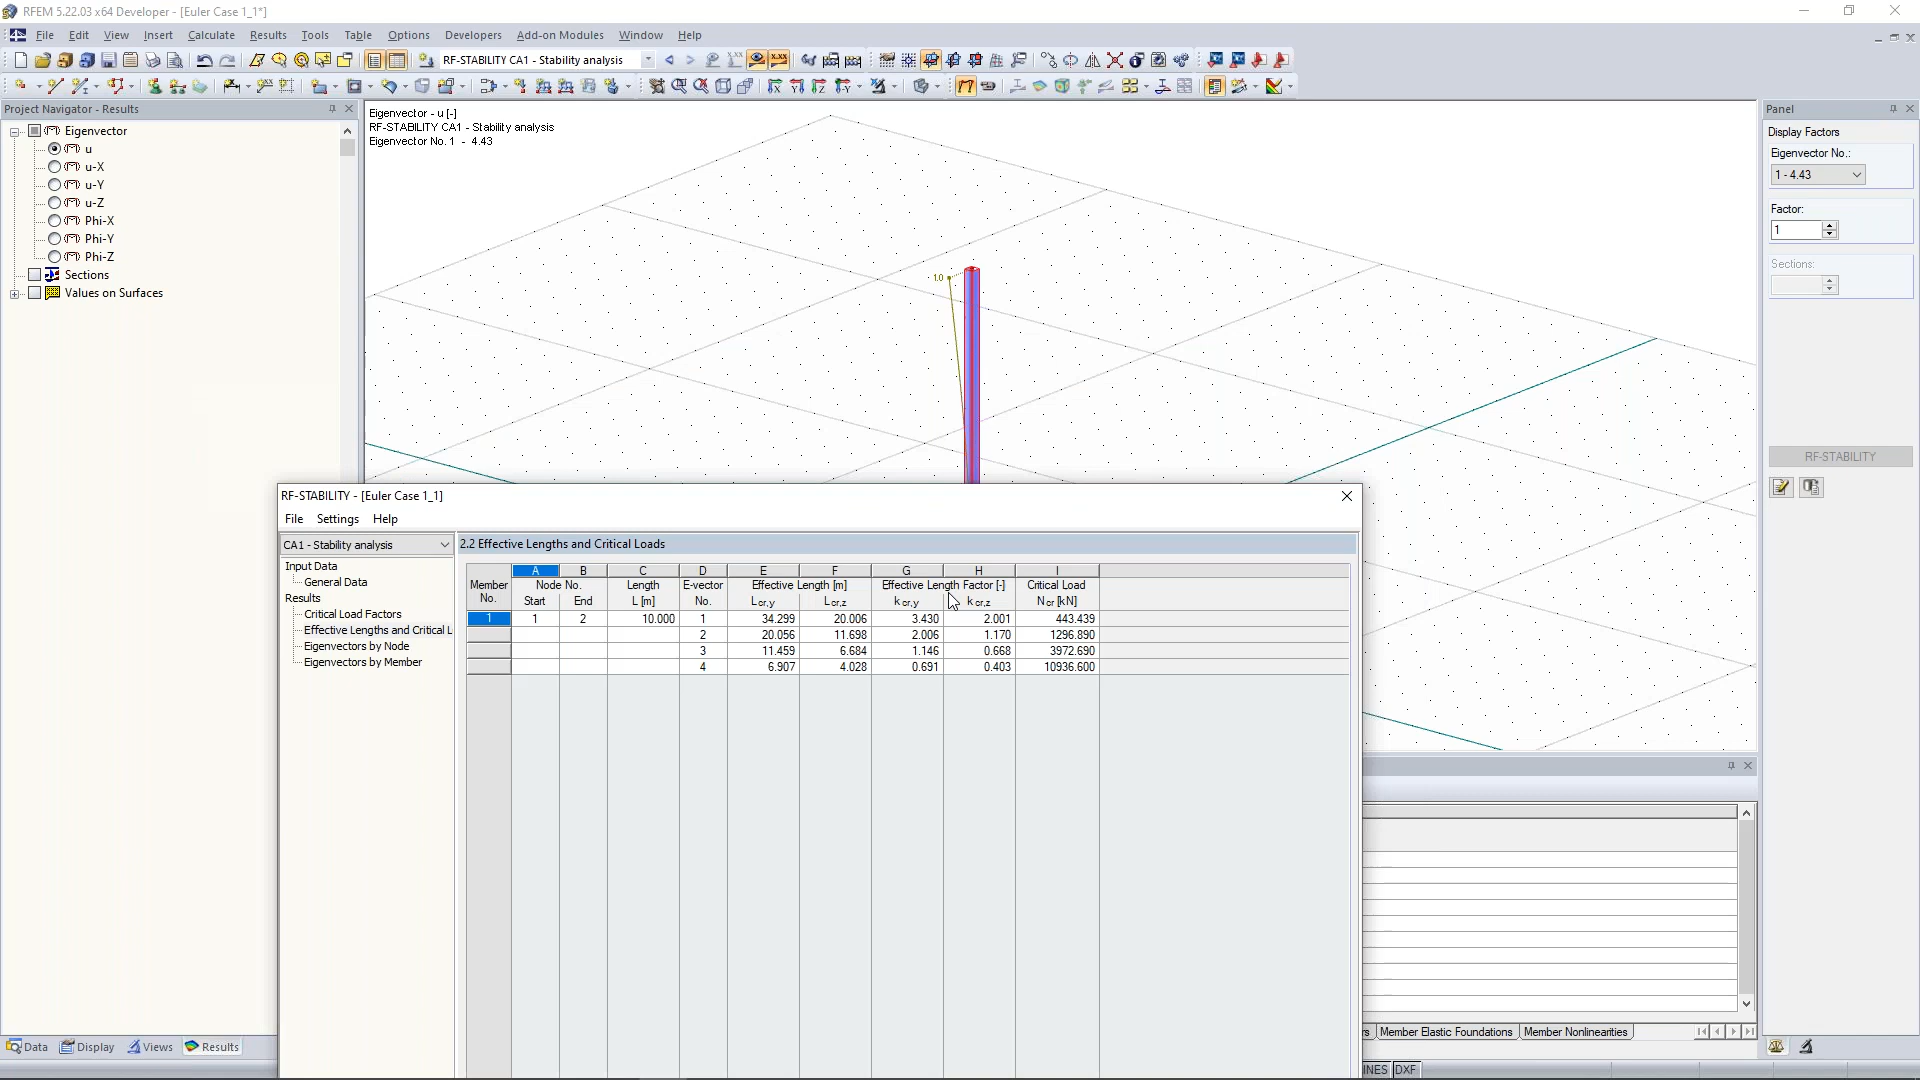 RFEM 5.22.03 x64 Developer - [Euler Case 1_1*]
File Edit View Insert Calculate Results Tools Table Options Developers Add-on Modules Window Help
RF-STABILITY CA1 - Stability analysis
Project Navigator - Results
Eigenvector
u
u-X
u-Y
u-Z
Phi-X
Phi-Y
Phi-Z
Sections
Values on Surfaces
Data Display Views Results
Eigenvector - u [-]
RF-STABILITY CA1 - Stability analysis
Eigenvector No. 1 - 4.43
1.0
Panel
Display Factors
Eigenvector No.:
1 - 4.43
Factor:
1
Sections:
RF-STABILITY
RF-STABILITY - [Euler Case 1_1]
File Settings Help
CA1 - Stability analysis
Input Data
General Data
Results
Critical Load Factors
Effective Lengths and Critical L
Eigenvectors by Node
Eigenvectors by Member
2.2 Effective Lengths and Critical Loads
A B C D E F G H I
Member Node No. Length E-vector Effective Length [m] Effective Length Factor [-] Critical Load
No. Start End L [m] No. Lcr,y Lcr,z kcr,y kcr,z Ncr [kN]
1 1 2 10.000 1 34.299 20.006 3.430 2.001 443.439
2 20.056 11.698 2.006 1.170 1296.890
3 11.459 6.684 1.146 0.668 3972.690
4 6.907 4.028 0.691 0.403 10936.600
rs Member Elastic Foundations Member Nonlinearities
INES DXF